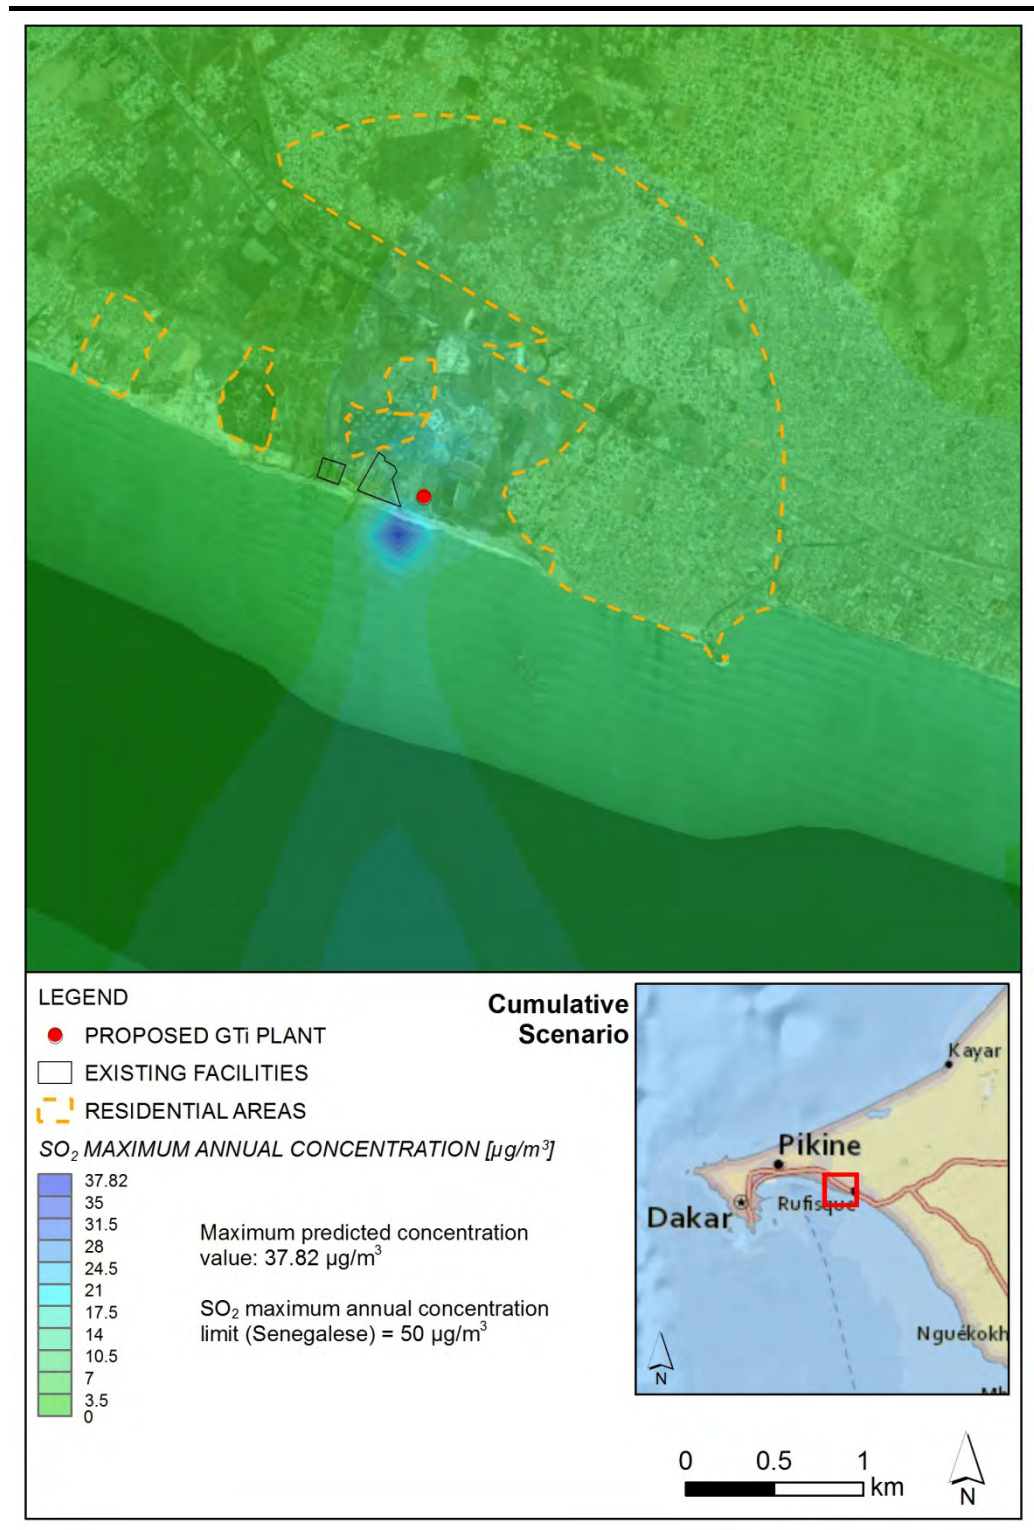 LEGEND
PROPOSED GTi PLANT
EXISTING FACILITIES
RESIDENTIAL AREAS
SO₂ MAXIMUM ANNUAL CONCENTRATION [µg/m³]
37.82
35
31.5
28
24.5
21
17.5
14
10.5
7
3.5
0
Maximum predicted concentration
value: 37.82 µg/m³
SO₂ maximum annual concentration
limit (Senegalese) = 50 µg/m³
Cumulative
Scenario
Kayar
Pikine
Dakar
Rufisque
Nguékokh
N
0 0.5 1
km
N